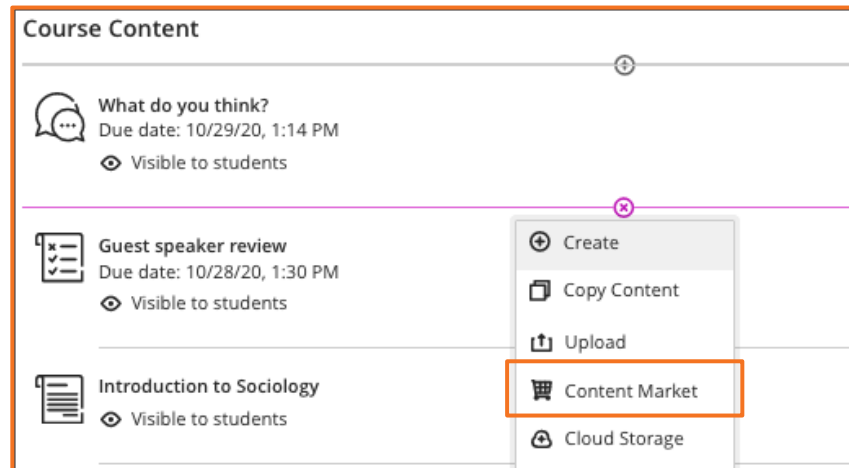 Course Content
What do you think?
Due date: 10/29/20, 1:14 PM
Visible to students
Guest speaker review
Due date: 10/28/20, 1:30 PM
Visible to students
Introduction to Sociology
Visible to students
Create
Copy Content
Upload
Content Market
Cloud Storage